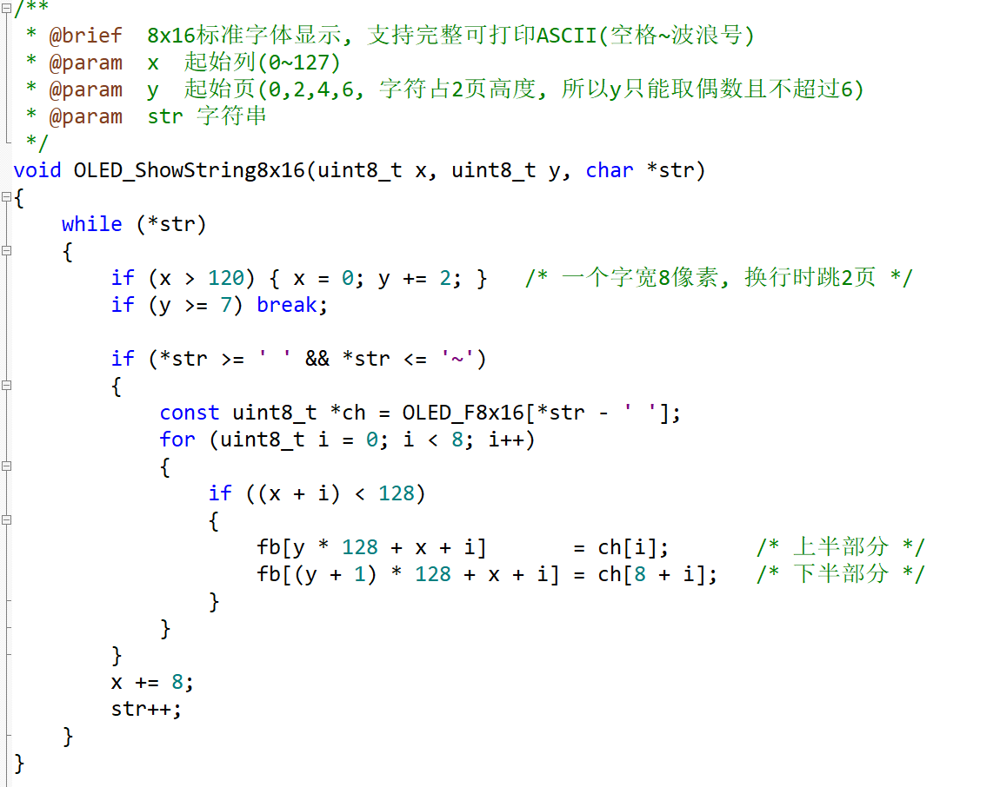 /**
 * @brief  8x16标准字体显示, 支持完整可打印ASCII(空格~波浪号)
 * @param  x  起始列(0~127)
 * @param  y  起始页(0,2,4,6, 字符占2页高度, 所以y只能取偶数且不超过6)
 * @param  str 字符串
 */
void OLED_ShowString8x16(uint8_t x, uint8_t y, char *str)
{
    while (*str)
    {
        if (x > 120) { x = 0; y += 2; }   /* 一个字宽8像素, 换行时跳2页 */
        if (y >= 7) break;

        if (*str >= ' ' && *str <= '~')
        {
            const uint8_t *ch = OLED_F8x16[*str - ' '];
            for (uint8_t i = 0; i < 8; i++)
            {
                if ((x + i) < 128)
                {
                    fb[y * 128 + x + i]       = ch[i];       /* 上半部分 */
                    fb[(y + 1) * 128 + x + i] = ch[8 + i];   /* 下半部分 */
                }
            }
        }
        x += 8;
        str++;
    }
}